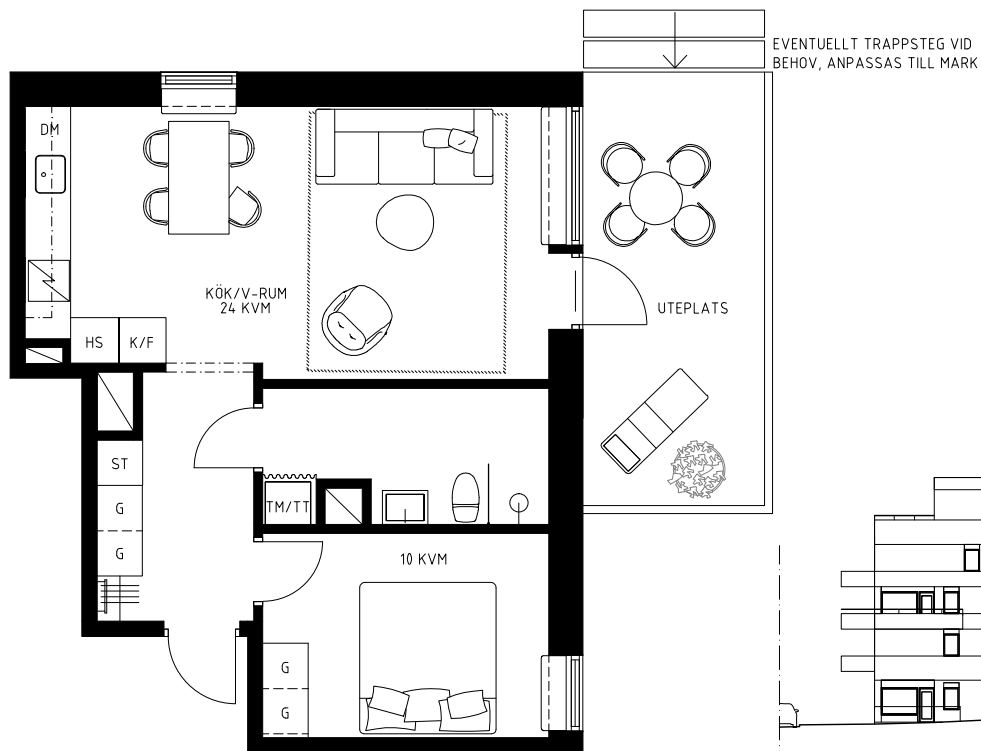 EVENTUELLT TRAPPSTEG VID
BEHOV, ANPASSAS TILL MARK
DM
KÖK/V-RUM
24 KVM
UTEPLATS
HS
K/F
ST
G
G
TM/TT
10 KVM
G
G